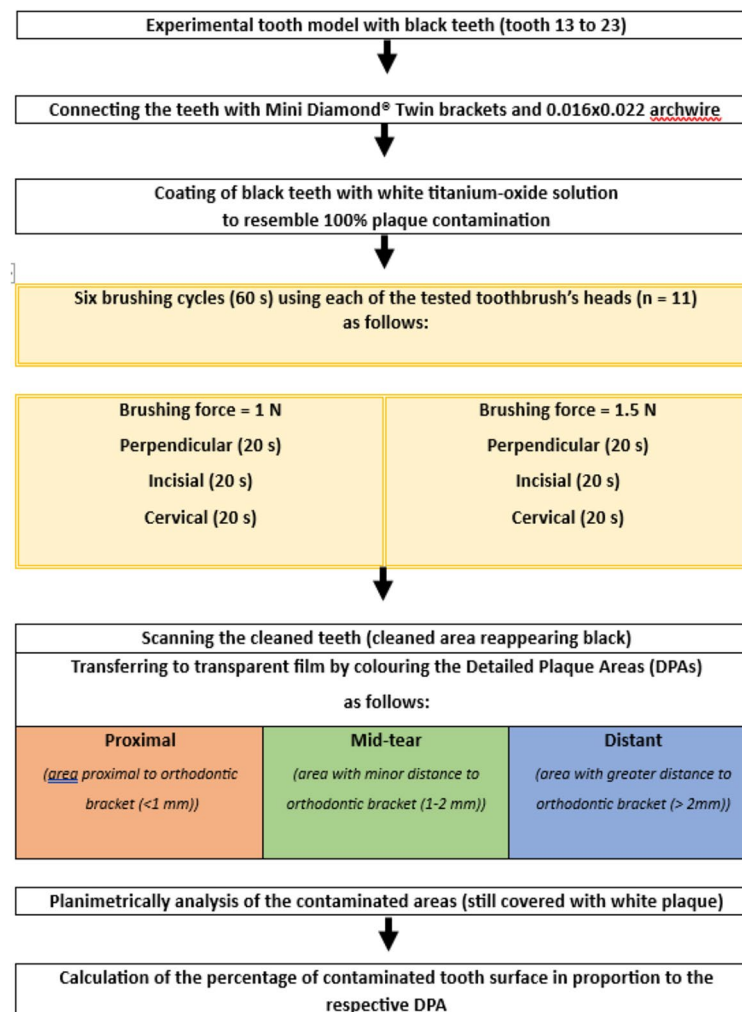 Experimental tooth model with black teeth (tooth 13 to 23)
Connecting the teeth with Mini Diamond® Twin brackets and 0.016x0.022 archwire
Coating of black teeth with white titanium-oxide solution
to resemble 100% plaque contamination
Six brushing cycles (60 s) using each of the tested toothbrush's heads (n = 11)
as follows:
Brushing force = 1 N
Perpendicular (20 s)
Incisial (20 s)
Cervical (20 s)
Brushing force = 1.5 N
Perpendicular (20 s)
Incisial (20 s)
Cervical (20 s)
Scanning the cleaned teeth (cleaned area reappearing black)
Transferring to transparent film by colouring the Detailed Plaque Areas (DPAs)
as follows:
Proximal
(area proximal to orthodontic
bracket (<1 mm))
Mid-tear
(area with minor distance to
orthodontic bracket (1-2 mm))
Distant
(area with greater distance to
orthodontic bracket (> 2mm))
Planimetrically analysis of the contaminated areas (still covered with white plaque)
Calculation of the percentage of contaminated tooth surface in proportion to the
respective DPA